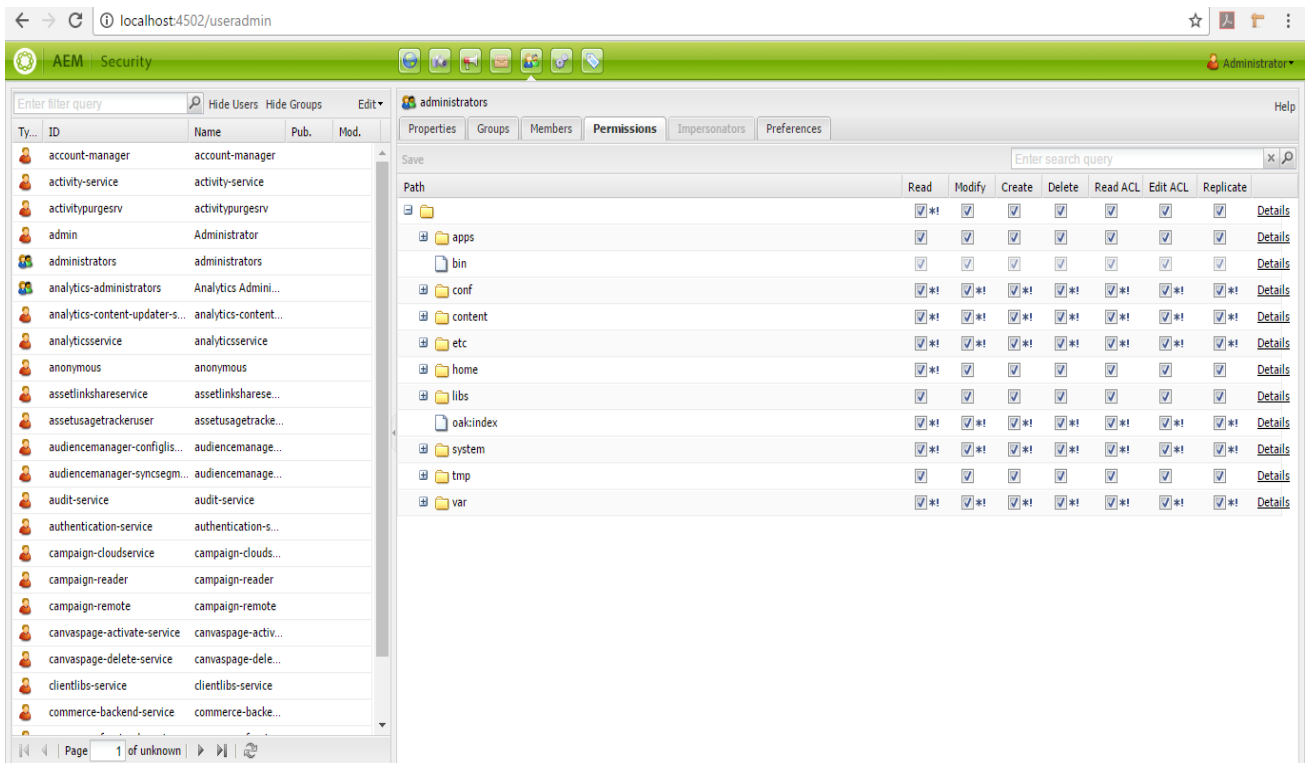 localhost:4502/useradmin
AEM Security
Administrator
Enter filter query Hide Users Hide Groups Edit
administrators
Help
Ty... ID Name Pub. Mod.
Properties Groups Members Permissions Impersonators Preferences
account-manager account-manager
activity-service activity-service
activitypurgesrv activitypurgesrv
admin Administrator
administrators administrators
analytics-administrators Analytics Admini...
analytics-content-updater-s... analytics-content...
analyticsservice analyticsservice
anonymous anonymous
assetlinkshareservice assetlinksharese...
assetusagetrackeruser assetusagetracke...
audiencemanager-configlis... audiencemanage...
audiencemanager-syncsegm... audiencemanage...
audit-service audit-service
authentication-service authentication-s...
campaign-cloudservice campaign-clouds...
campaign-reader campaign-reader
campaign-remote campaign-remote
canvaspage-activate-service canvaspage-activ...
canvaspage-delete-service canvaspage-dele...
clientlibs-service clientlibs-service
commerce-backend-service commerce-backe...
Page 1 of unknown
Save Enter search query
Path Read Modify Create Delete Read ACL Edit ACL Replicate
*! Details
apps Details
bin Details
conf *! *! *! *! *! *! *! Details
content *! *! *! *! *! *! *! Details
etc *! *! *! *! *! *! *! Details
home *! Details
libs Details
oak:index *! *! *! *! *! *! *! Details
system *! *! *! *! *! *! *! Details
tmp Details
var *! *! *! *! *! *! *! Details